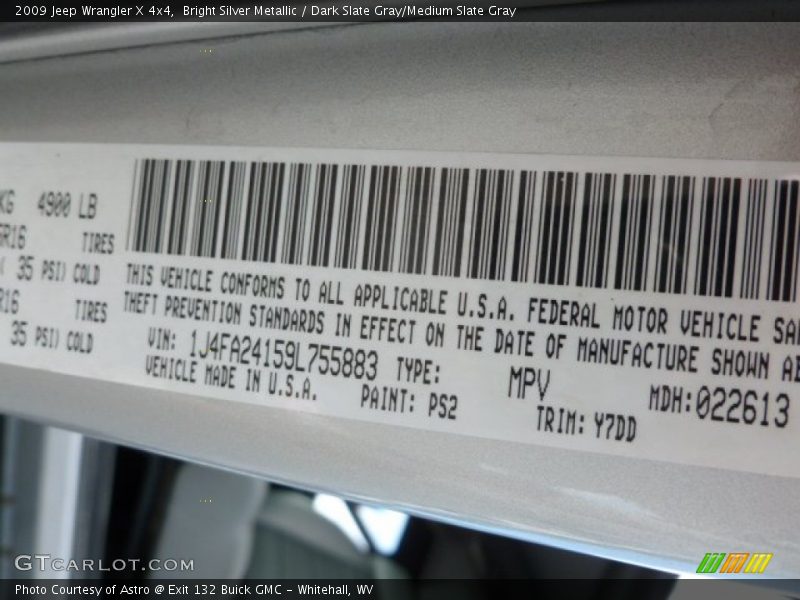 2009 Jeep Wrangler X 4x4, Bright Silver Metallic / Dark Slate Gray/Medium Slate Gray
KG 4900 LB
R16 TIRES
( 35 PSI) COLD
R16 TIRES
35 PSI) COLD
THIS VEHICLE CONFORMS TO ALL APPLICABLE U.S.A. FEDERAL MOTOR VEHICLE SA
THEFT PREVENTION STANDARDS IN EFFECT ON THE DATE OF MANUFACTURE SHOWN AB
VIN: 1J4FA24159L755883 TYPE: MPV MDH:022613
VEHICLE MADE IN U.S.A. PAINT: PS2 TRIM: Y7DD
GTCARLOT.COM
Photo Courtesy of Astro @ Exit 132 Buick GMC - Whitehall, WV